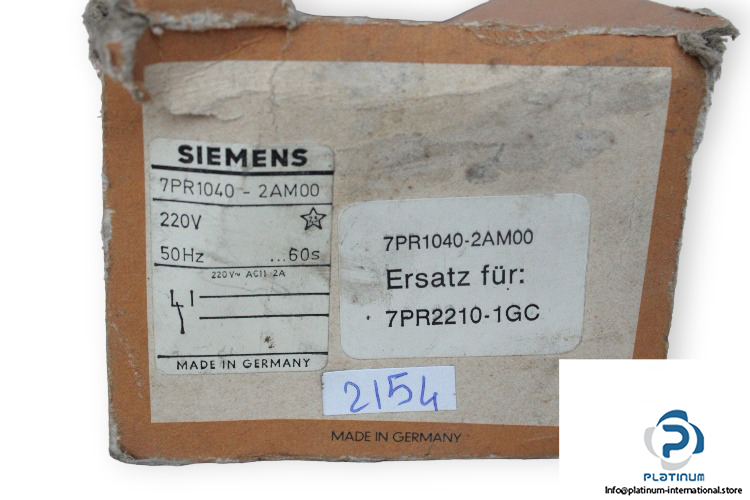 SIEMENS
7PR1040 - 2AM00
220V
50Hz ...60s
220V~ AC11 2A
MADE IN GERMANY
7PR1040-2AM00
Ersatz für:
7PR2210-1GC
2154
MADE IN GERMANY
PLATINUM
INTERNATIONAL
Info@platinum-international.store